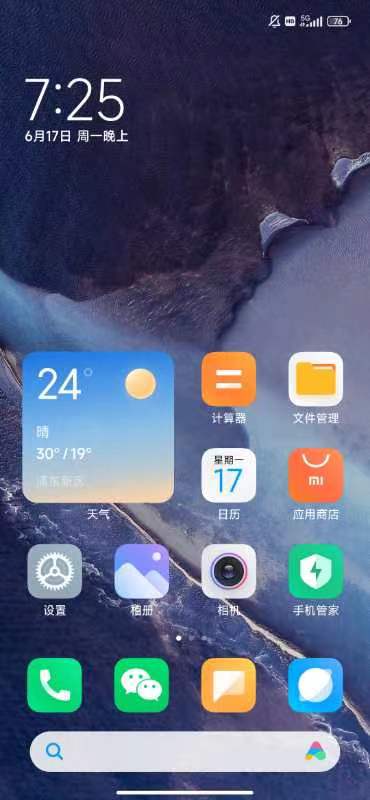 HD 5G 76
7:25
6月17日 周一晚上
24°
晴
30° / 19°
浦东新区
天气
计算器
文件管理
星期一
17
日历
mi
应用商店
设置
相册
相机
手机管家